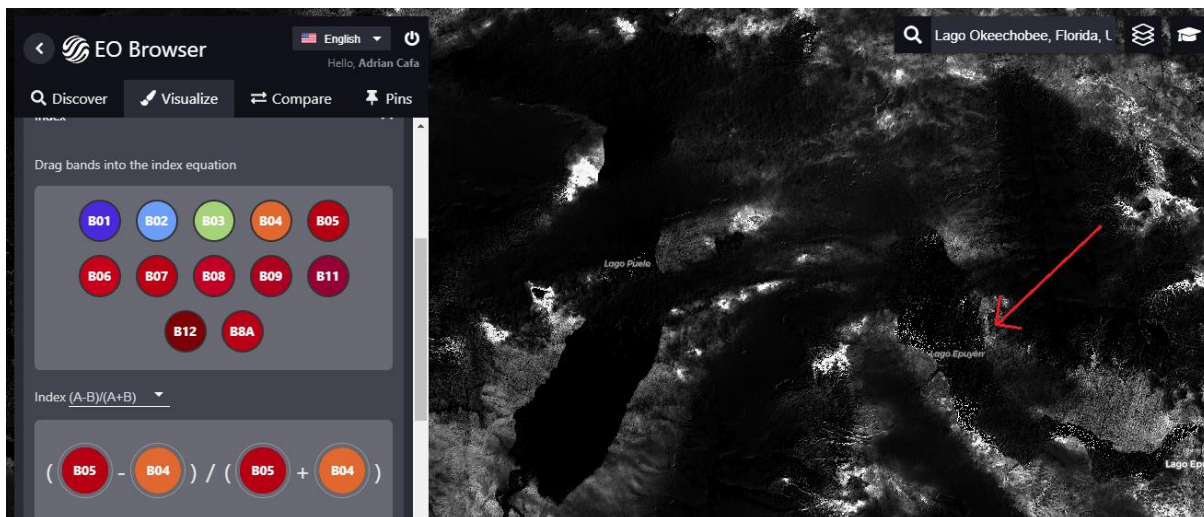 EO Browser
English
Hello, Adrian Cafa
Discover Visualize Compare Pins
Index
Drag bands into the index equation
B01 B02 B03 B04 B05
B06 B07 B08 B09 B11
B12 B8A
Index (A-B)/(A+B)
( B05 - B04 ) / ( B05 + B04 )
Lago Okeechobee, Florida, U
Lago Puelo
Lago Epuyén
Lago Ep